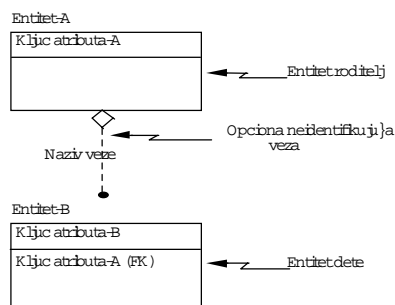 Entitet-A
Kljuc atributa-A
Entitet roditelj
Opciona neidentifikuju}a
veza
Naziv veze
Entitet-B
Kljuc atributa-B
Kljuc atributa-A (FK)
Entitet dete